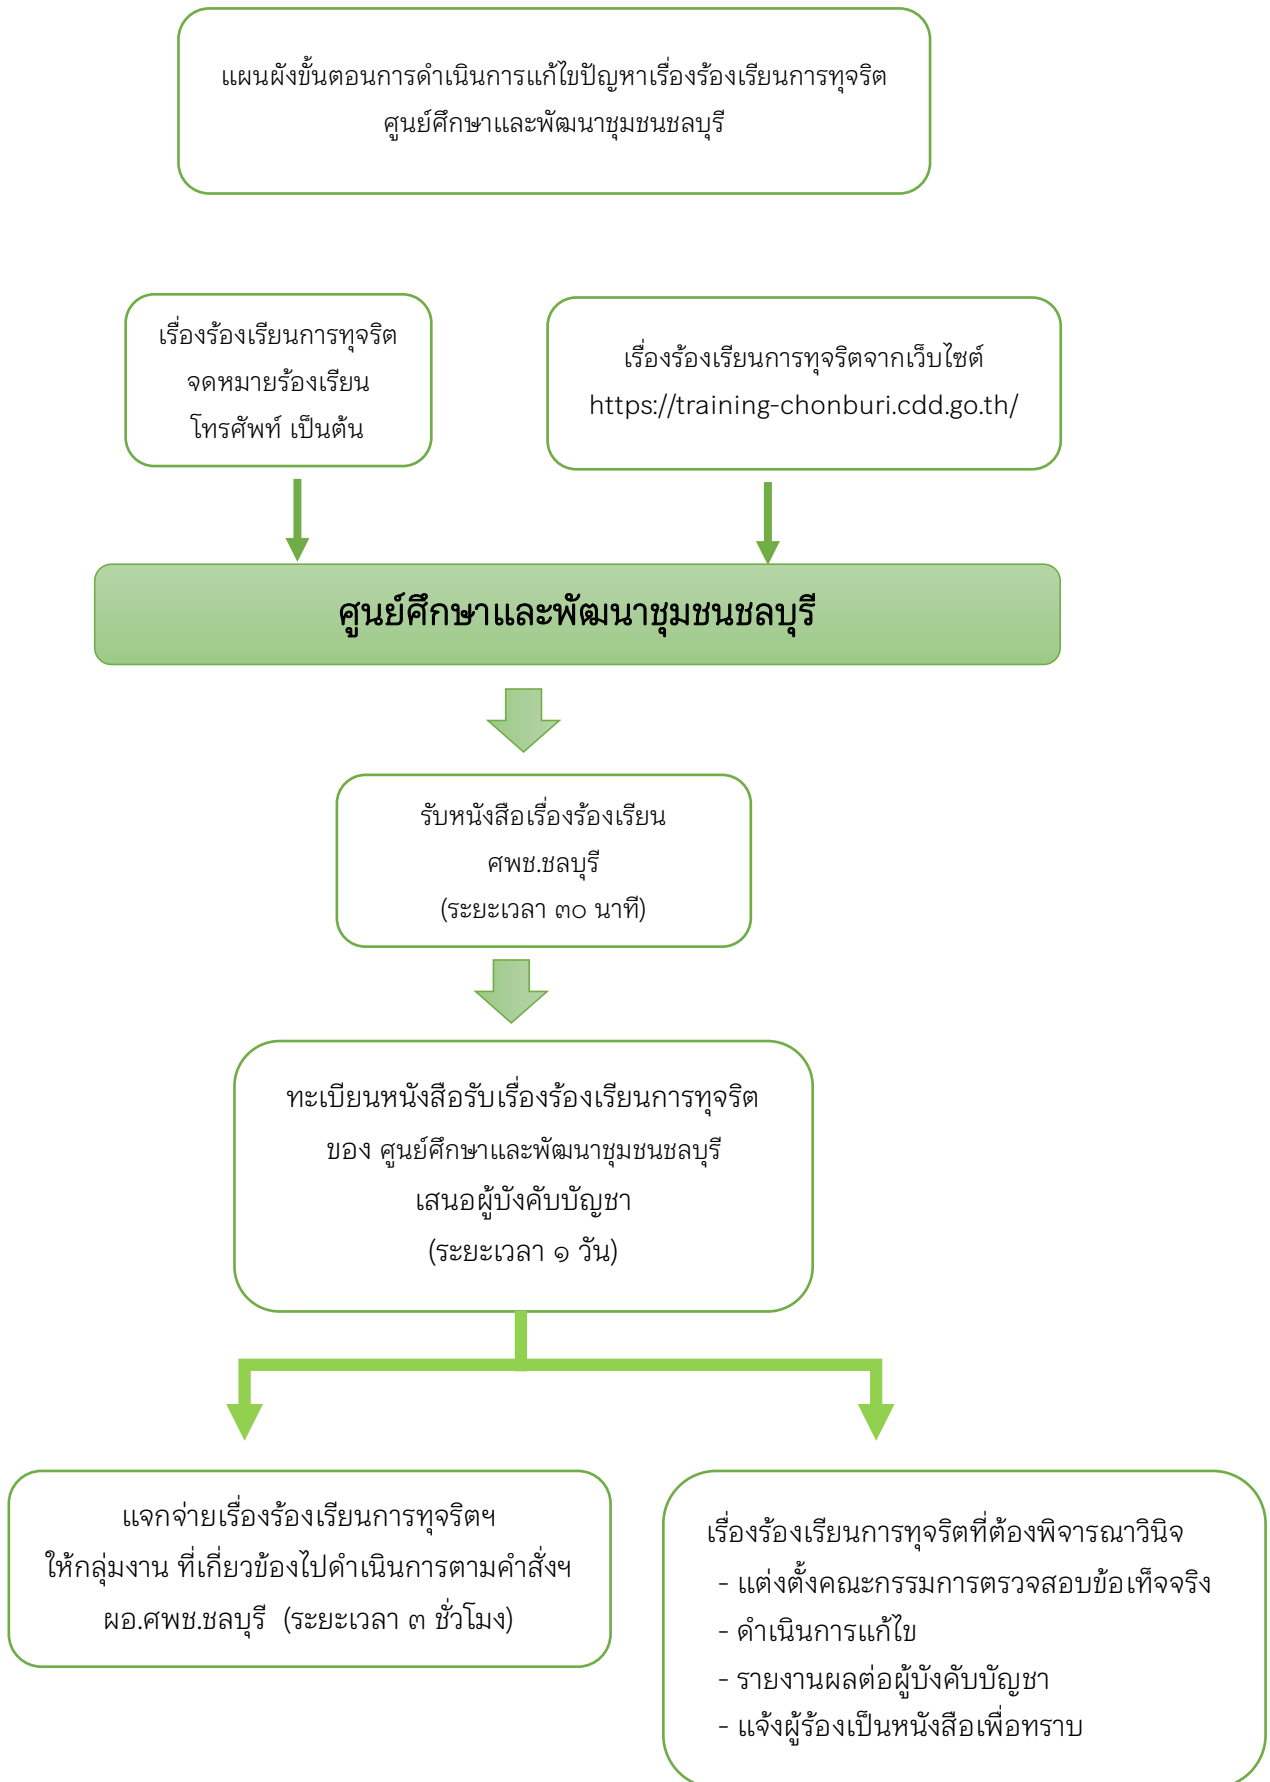 แผนผังขั้นตอนการดำเนินการแก้ไขปัญหาเรื่องร้องเรียนการทุจริต
ศูนย์ศึกษาและพัฒนาชุมชนชลบุรี
เรื่องร้องเรียนการทุจริต
จดหมายร้องเรียน
โทรศัพท์ เป็นต้น
เรื่องร้องเรียนการทุจริตจากเว็บไซต์
https://training-chonburi.cdd.go.th/
ศูนย์ศึกษาและพัฒนาชุมชนชลบุรี
รับหนังสือเรื่องร้องเรียน
ศพช.ชลบุรี
(ระยะเวลา ๓๐ นาที)
ทะเบียนหนังสือรับเรื่องร้องเรียนการทุจริต
ของ ศูนย์ศึกษาและพัฒนาชุมชนชลบุรี
เสนอผู้บังคับบัญชา
(ระยะเวลา ๑ วัน)
แจกจ่ายเรื่องร้องเรียนการทุจริตฯ
ให้กลุ่มงาน ที่เกี่ยวข้องไปดำเนินการตามคำสั่งฯ
ผอ.ศพช.ชลบุรี (ระยะเวลา ๓ ชั่วโมง)
เรื่องร้องเรียนการทุจริตที่ต้องพิจารณาวินิจ
- แต่งตั้งคณะกรรมการตรวจสอบข้อเท็จจริง
- ดำเนินการแก้ไข
- รายงานผลต่อผู้บังคับบัญชา
- แจ้งผู้ร้องเป็นหนังสือเพื่อทราบ